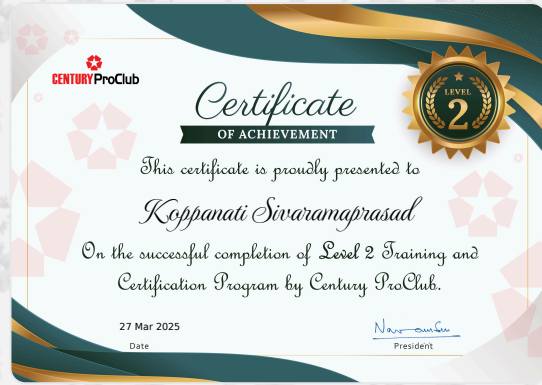 CENTURY ProClub
LEVEL
2
Certificate
OF ACHIEVEMENT
This certificate is proudly presented to
Koppanati Sivaramaprasad
On the successful completion of Level 2 Training and
Certification Program by Century ProClub.
27 Mar 2025
Date
President